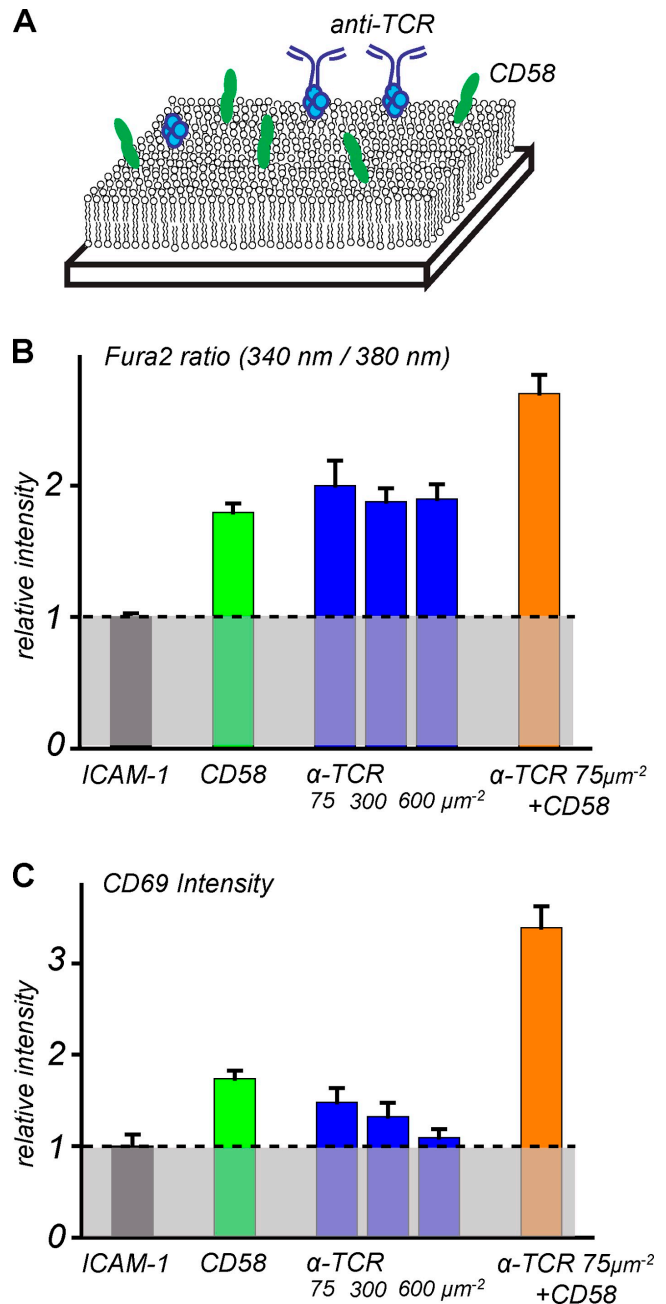 A
anti-TCR
CD58
B
Fura2 ratio (340 nm / 380 nm)
relative intensity
2
1
0
ICAM-1 CD58 α-TCR α-TCR 75µm-2
75 300 600 µm-2 +CD58
C
CD69 Intensity
relative intensity
3
2
1
0
ICAM-1 CD58 α-TCR α-TCR 75µm-2
75 300 600 µm-2 +CD58